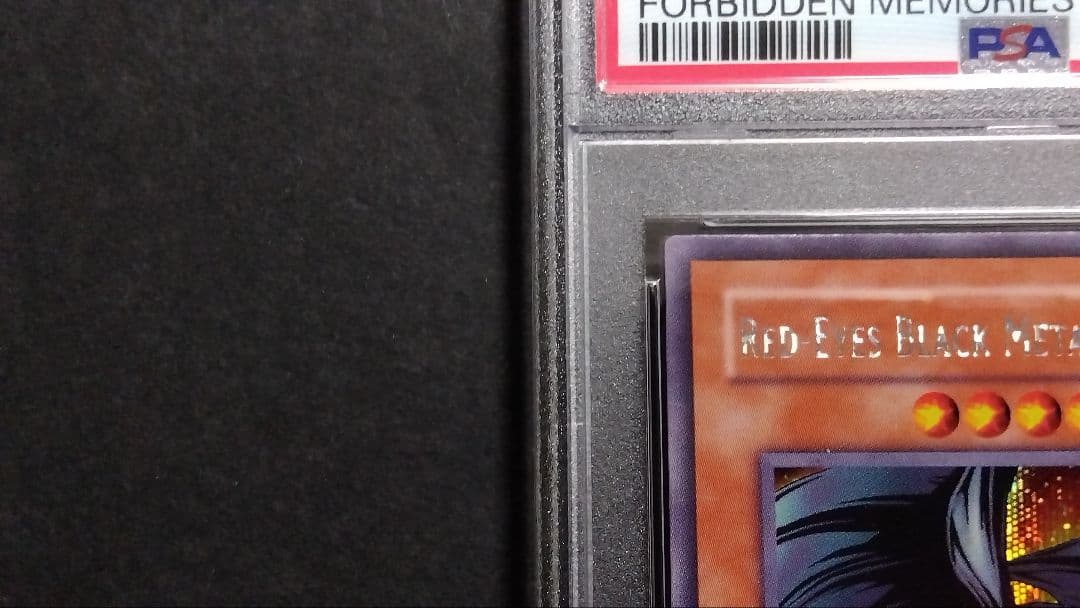 FORBIDDEN MEMORIES
PSA
RED-EYES BLACK META